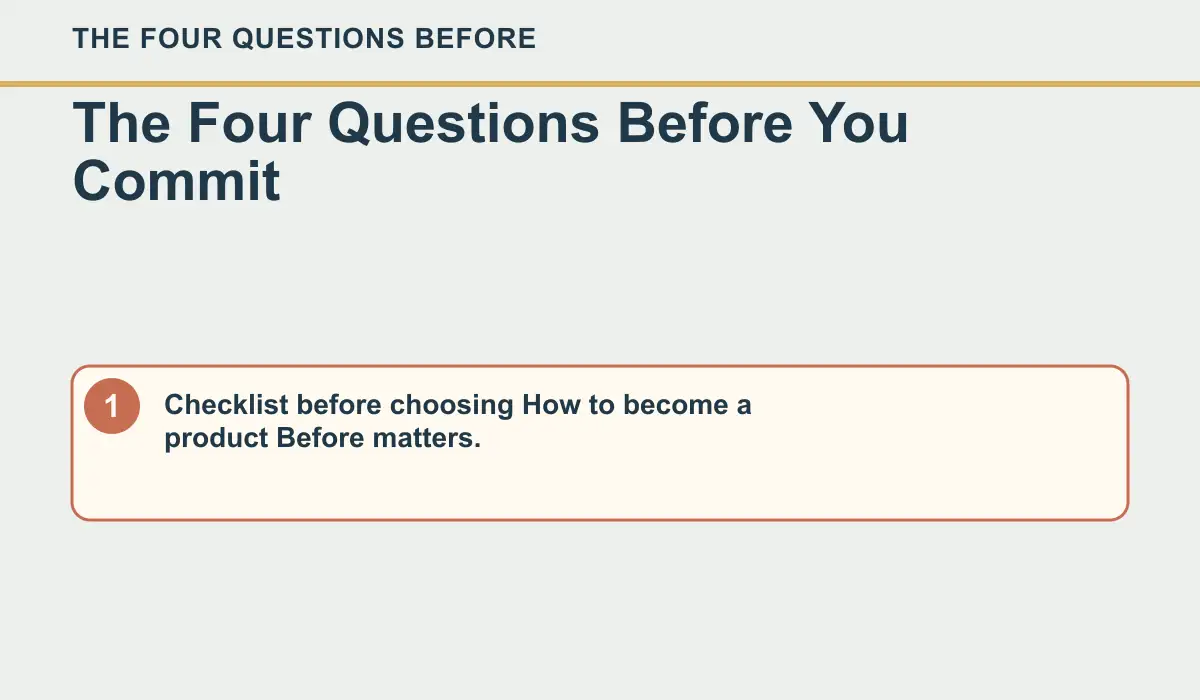 THE FOUR QUESTIONS BEFORE
The Four Questions Before You
Commit
1
Checklist before choosing How to become a
product Before matters.